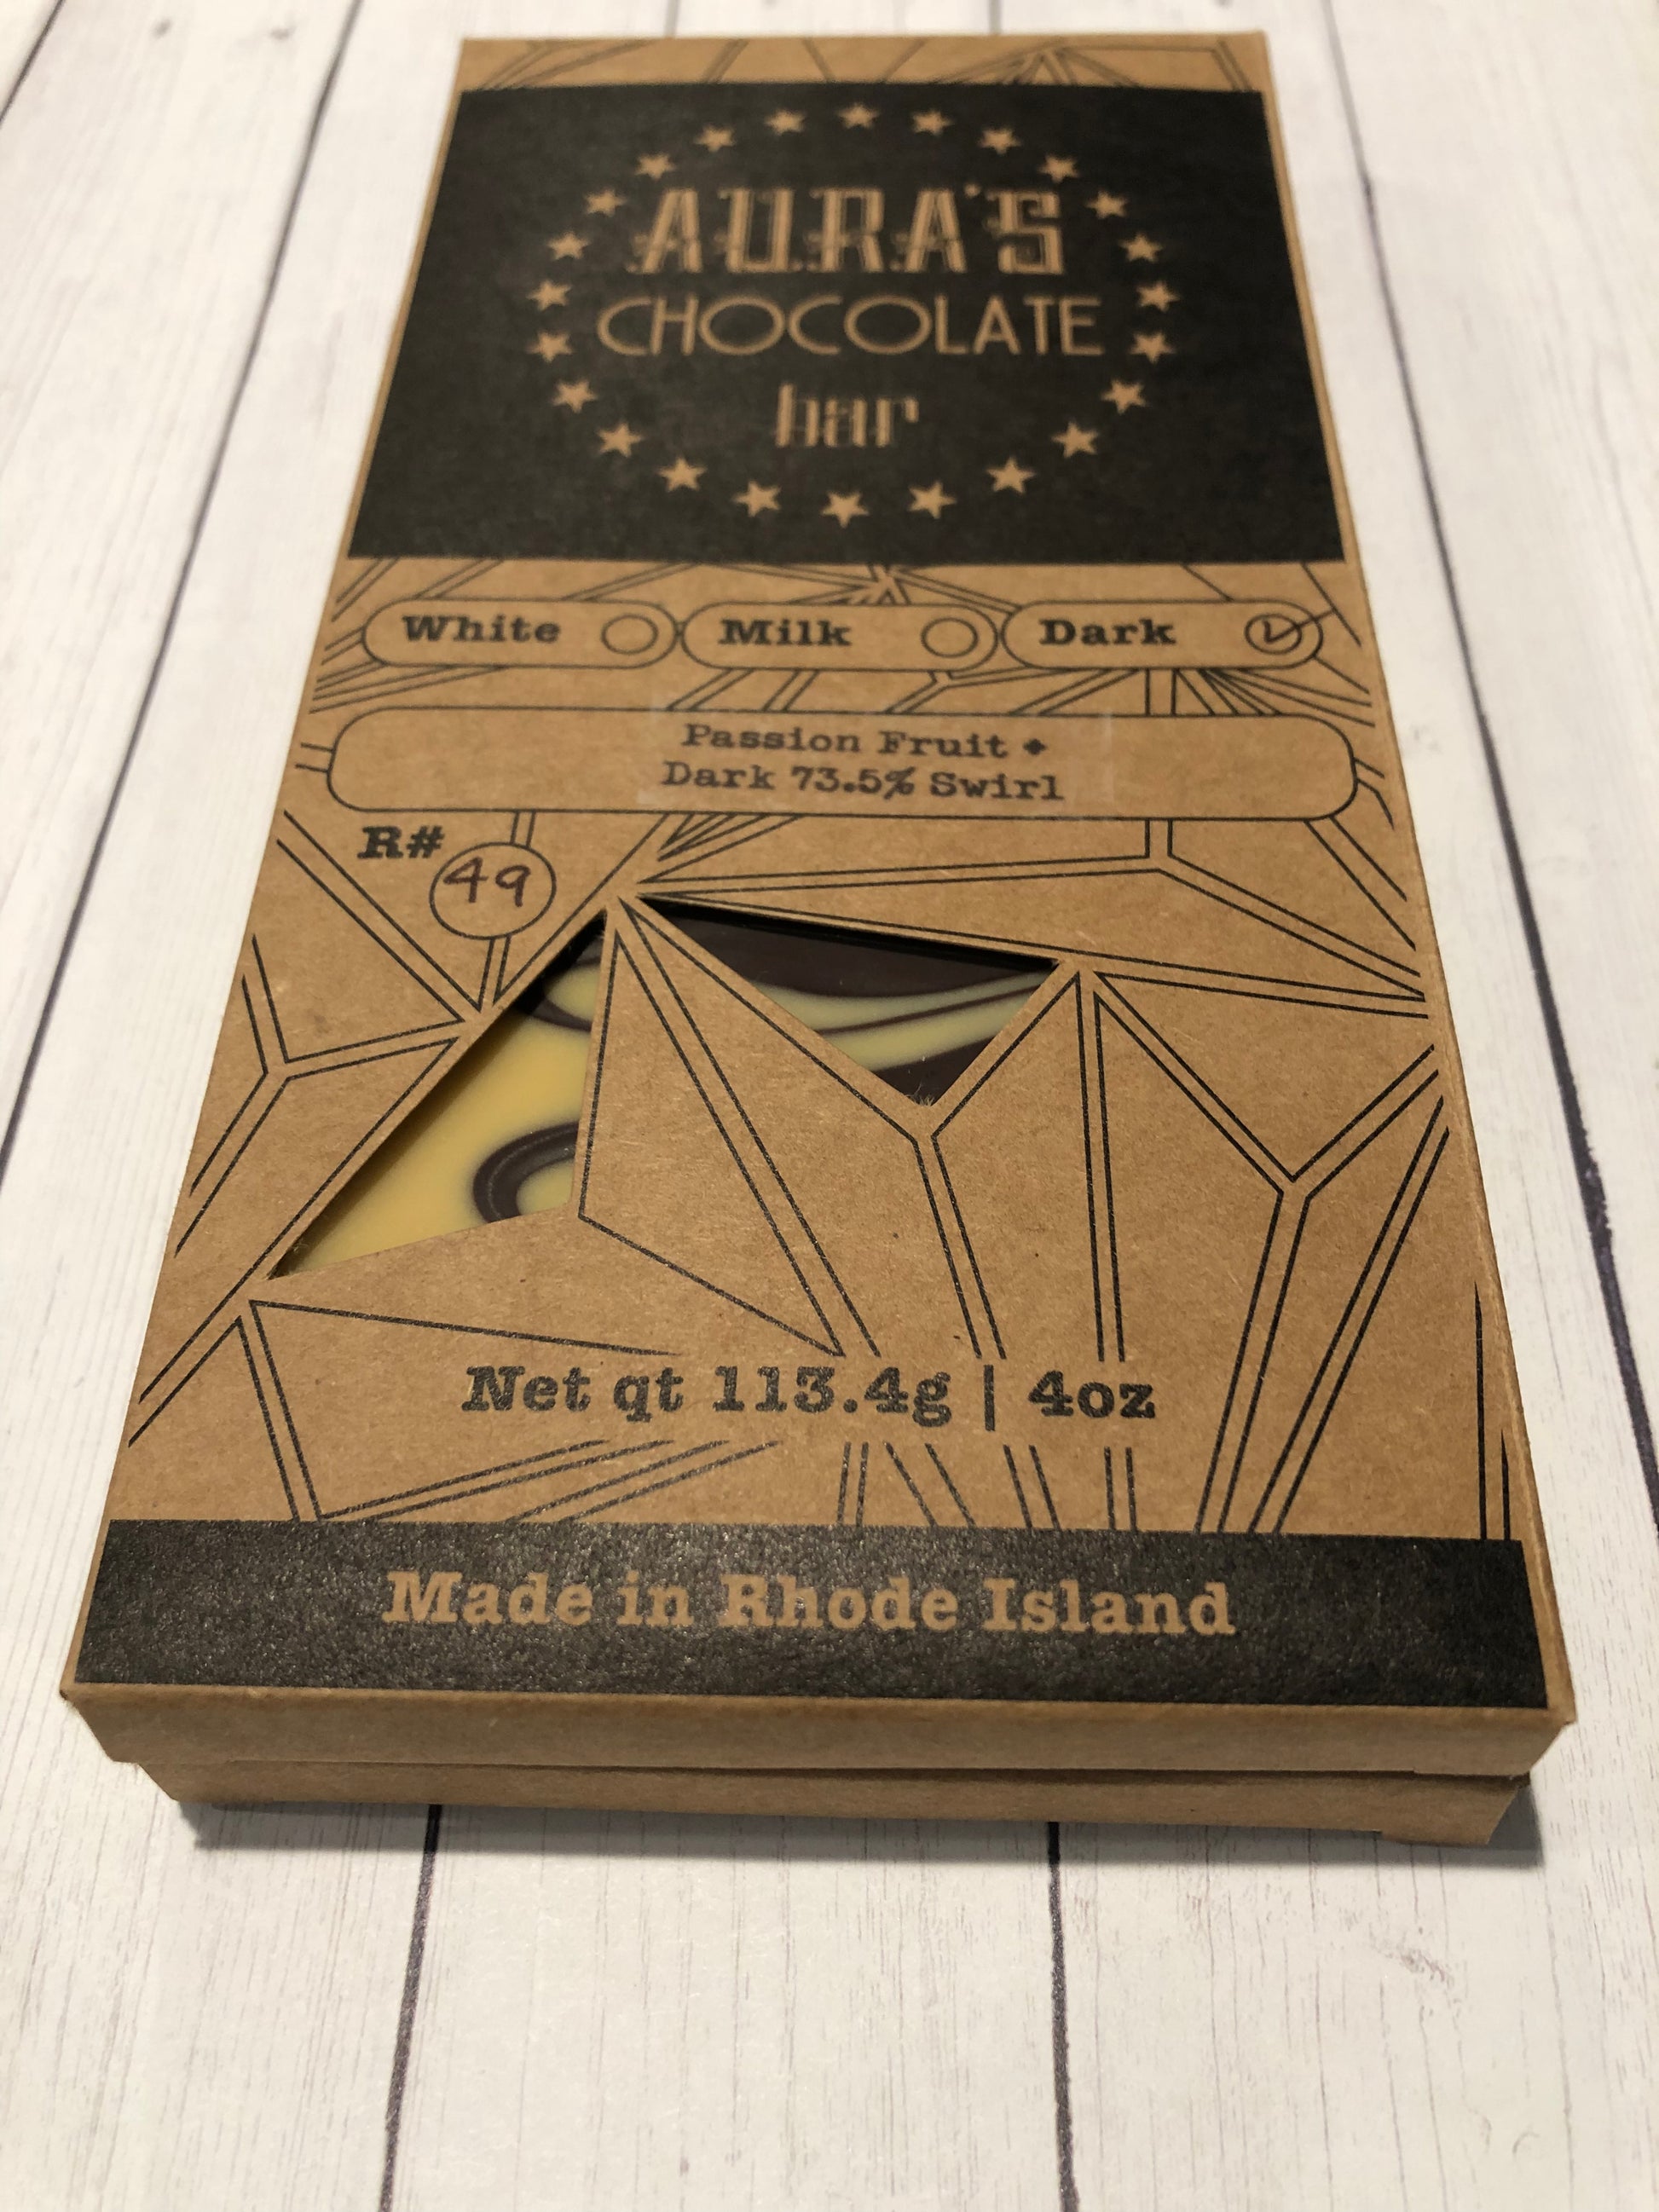 AURA'S
CHOCOLATE
bar
White Milk Dark
Passion Fruit +
Dark 73.5% Swirl
R#
49
Net qt 113.4g | 4oz
Made in Rhode Island